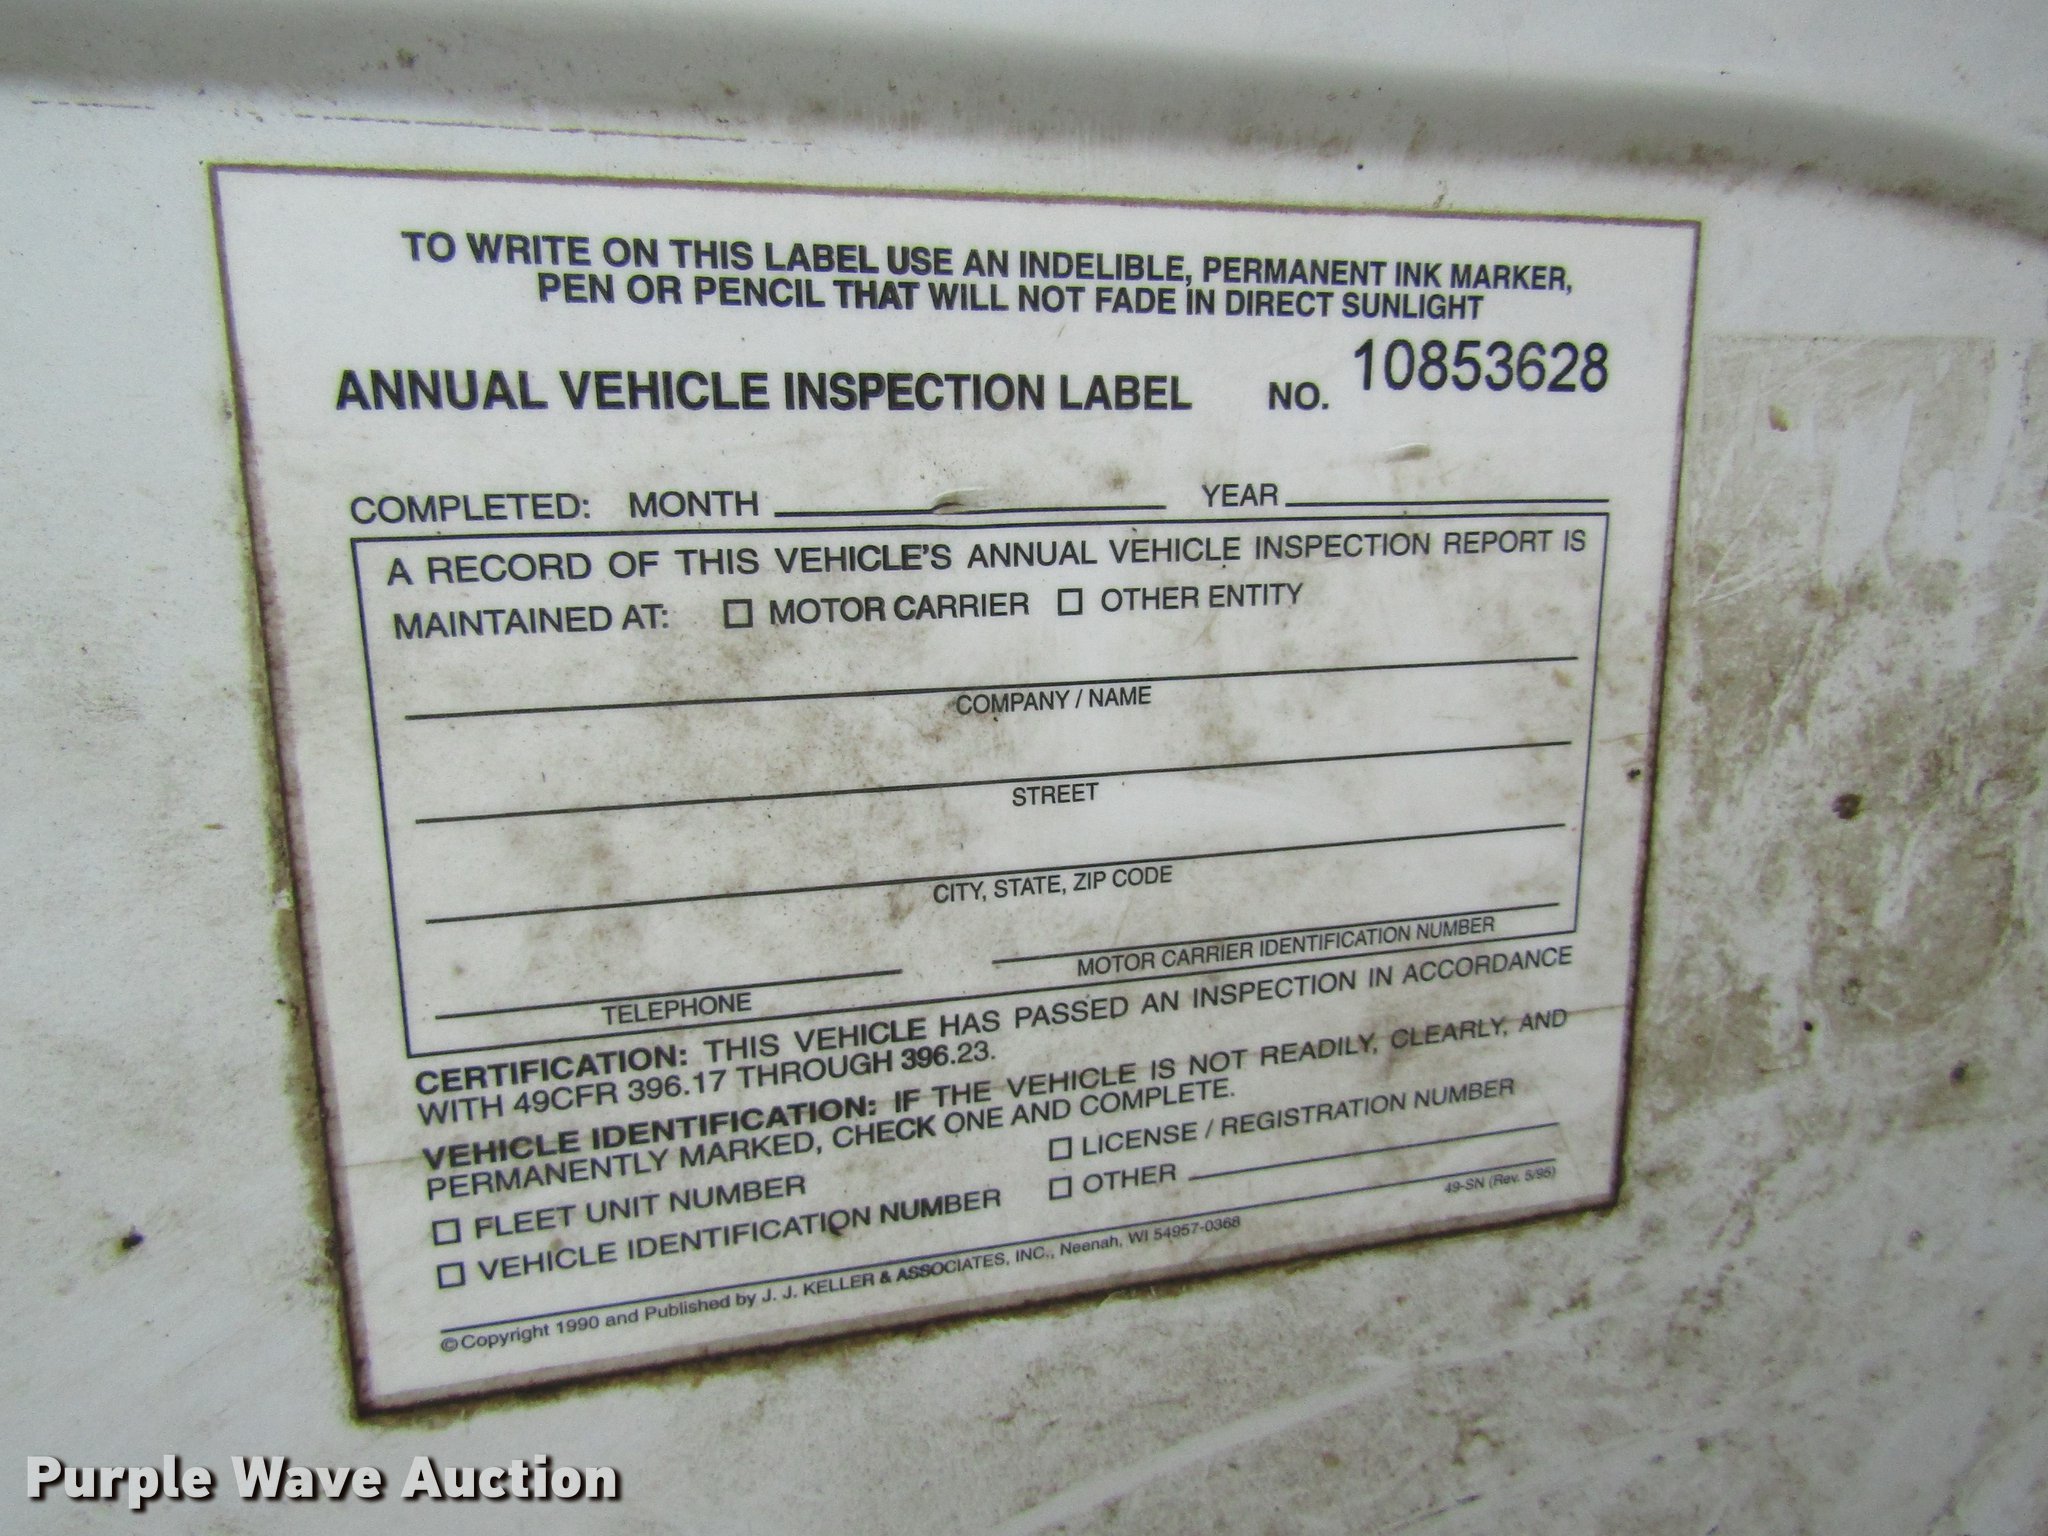 TO WRITE ON THIS LABEL USE AN INDELIBLE, PERMANENT INK MARKER,
PEN OR PENCIL THAT WILL NOT FADE IN DIRECT SUNLIGHT
ANNUAL VEHICLE INSPECTION LABEL NO. 10853628
COMPLETED: MONTH YEAR
A RECORD OF THIS VEHICLE'S ANNUAL VEHICLE INSPECTION REPORT IS
MAINTAINED AT: MOTOR CARRIER OTHER ENTITY
COMPANY / NAME
STREET
CITY, STATE, ZIP CODE
TELEPHONE MOTOR CARRIER IDENTIFICATION NUMBER
CERTIFICATION: THIS VEHICLE HAS PASSED AN INSPECTION IN ACCORDANCE
WITH 49CFR 396.17 THROUGH 396.23.
VEHICLE IDENTIFICATION: IF THE VEHICLE IS NOT READILY, CLEARLY, AND
PERMANENTLY MARKED, CHECK ONE AND COMPLETE.
FLEET UNIT NUMBER LICENSE / REGISTRATION NUMBER
VEHICLE IDENTIFICATION NUMBER OTHER
©Copyright 1990 and Published by J. J. KELLER & ASSOCIATES, INC., Neenah, WI 54957-0368 49-SN (Rev. 5/95)
Purple Wave Auction